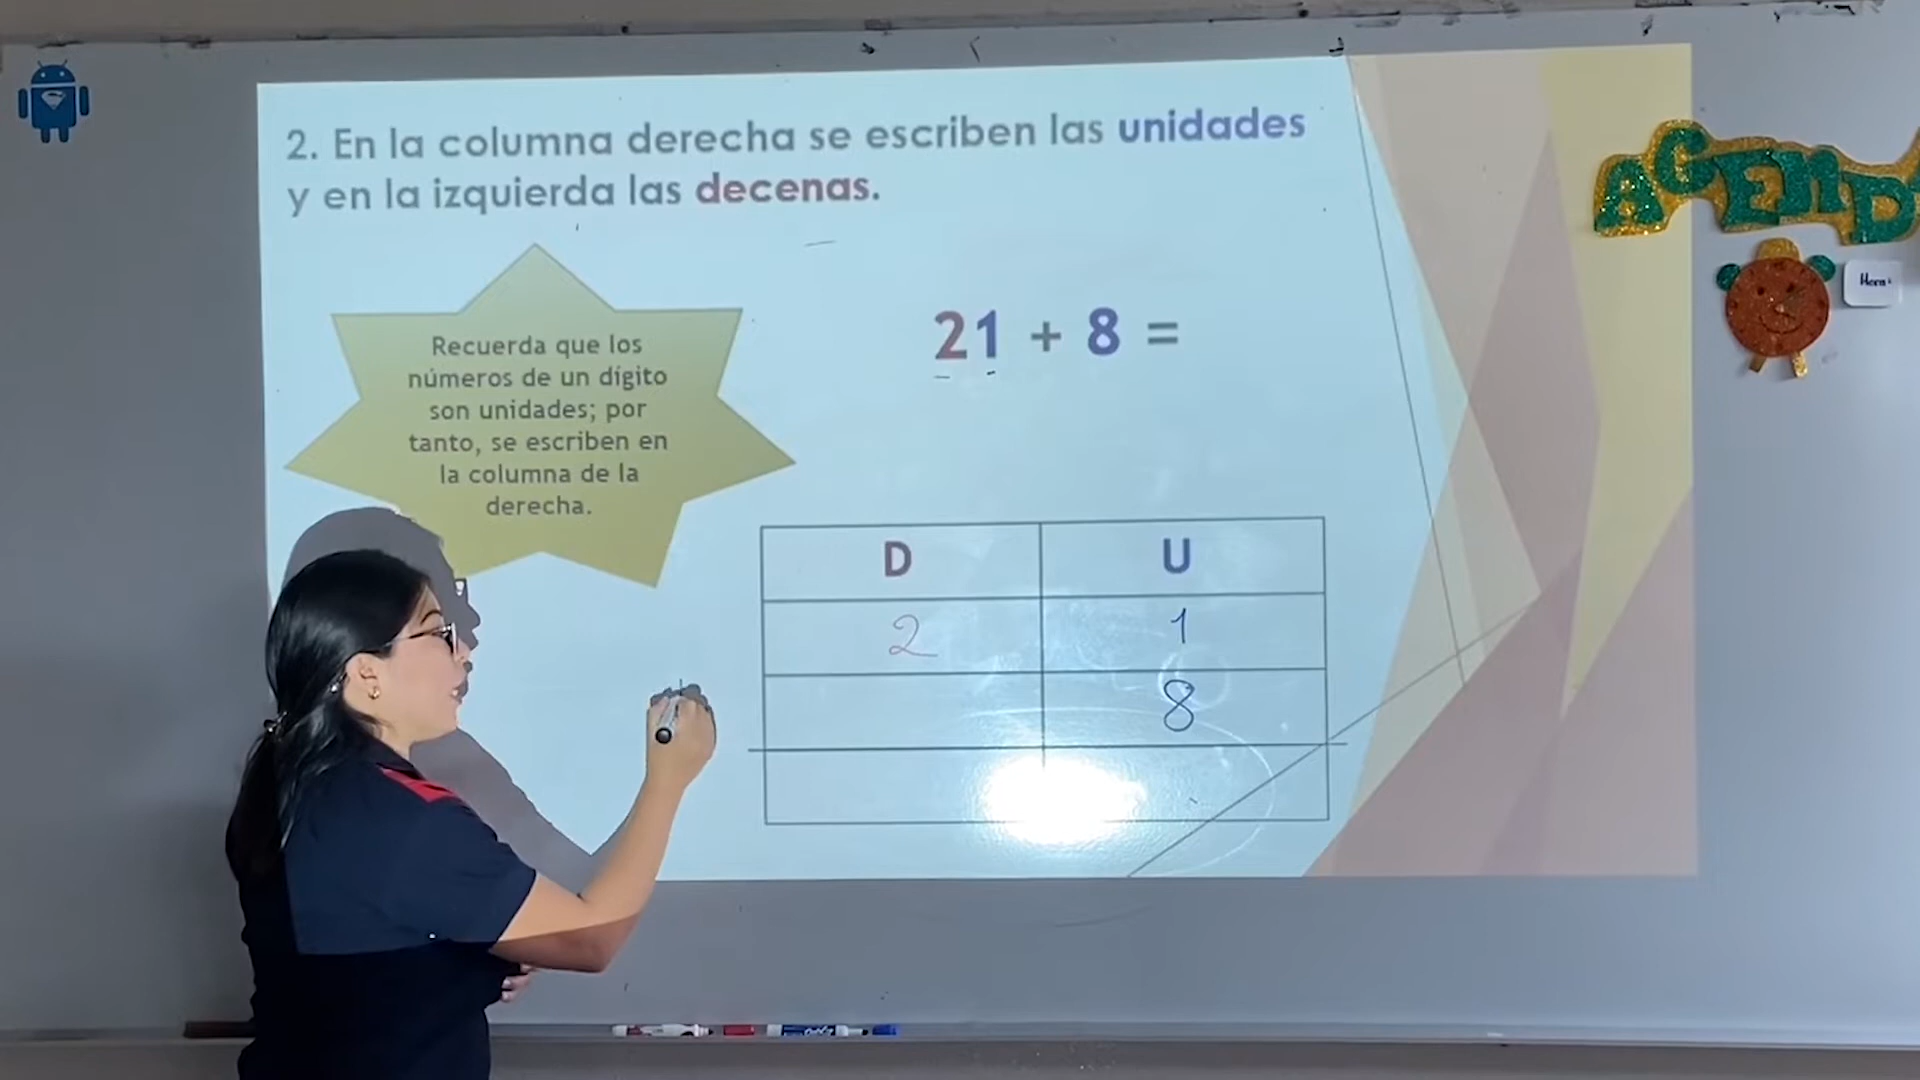 2. En la columna derecha se escriben las unidades
y en la izquierda las decenas.
Recuerda que los
números de un dígito
son unidades; por
tanto, se escriben en
la columna de la
derecha.
21 + 8 =
D U
2 1
8
AGENDA
Hora: